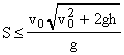 S ≤ v₀√(v₀² + 2gh) / g